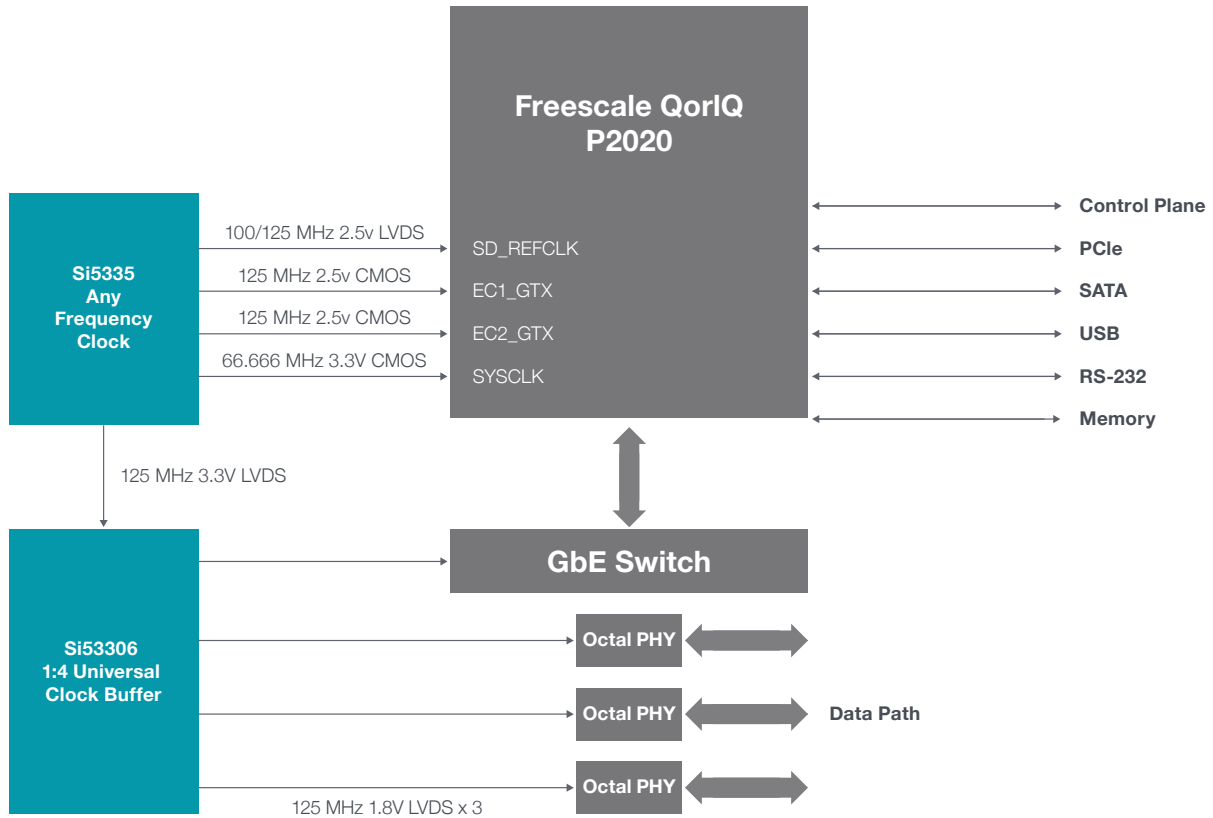 Freescale QorIQ
P2020
Control Plane
100/125 MHz 2.5v LVDS
SD_REFCLK
PCIe
Si5335
Any
Frequency
Clock
125 MHz 2.5v CMOS
EC1_GTX
SATA
125 MHz 2.5v CMOS
EC2_GTX
USB
66.666 MHz 3.3V CMOS
SYSCLK
RS-232
Memory
125 MHz 3.3V LVDS
GbE Switch
Si53306
1:4 Universal
Clock Buffer
Octal PHY
Octal PHY
Data Path
Octal PHY
125 MHz 1.8V LVDS x 3